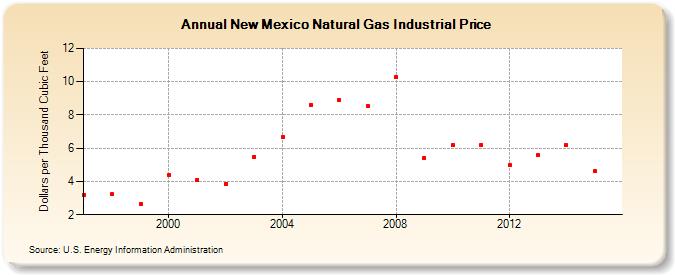 Annual New Mexico Natural Gas Industrial Price
Dollars per Thousand Cubic Feet
12
10
8
6
4
2
2000 2004 2008 2012
Source: U.S. Energy Information Administration